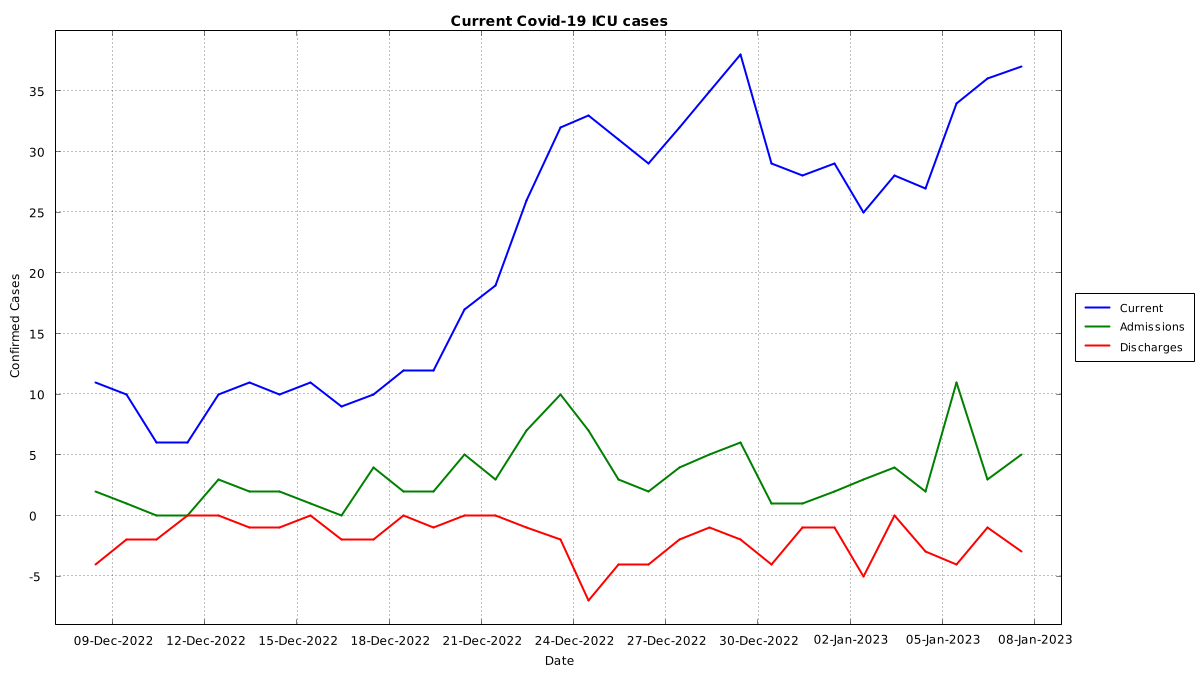 Current Covid-19 ICU cases
Confirmed Cases
35
30
25
20
15
10
5
0
-5
09-Dec-2022 12-Dec-2022 15-Dec-2022 18-Dec-2022 21-Dec-2022 24-Dec-2022 27-Dec-2022 30-Dec-2022 02-Jan-2023 05-Jan-2023 08-Jan-2023
Date
Current
Admissions
Discharges